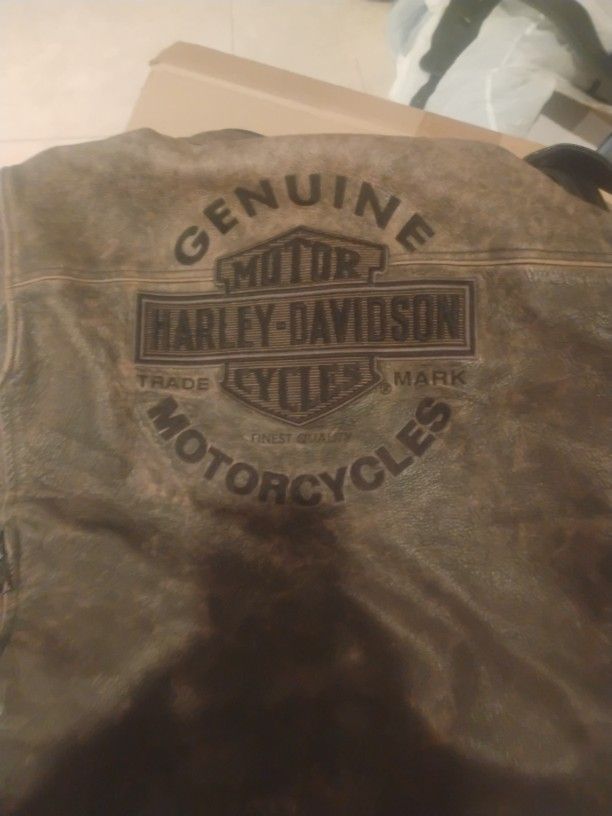 GENUINE
MOTOR
HARLEY-DAVIDSON
CYCLES
TRADE MARK
FINEST QUALITY
MOTORCYCLES